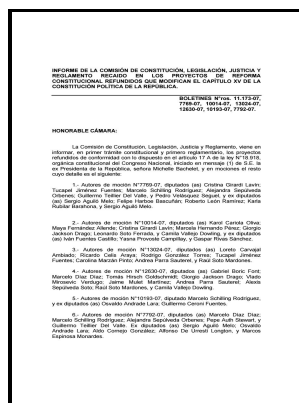 INFORME DE LA COMISIÓN DE CONSTITUCIÓN, LEGISLACIÓN, JUSTICIA Y
REGLAMENTO RECAIDO EN LOS PROYECTOS DE REFORMA
CONSTITUCIONAL REFUNDIDOS QUE MODIFICAN EL CAPÍTULO XV DE LA
CONSTITUCIÓN POLÍTICA DE LA REPÚBLICA.
BOLETINES N°ros. 11.173-07,
7769-07, 10014-07, 13024-07,
12630-07, 10193-07, 7792-07.
HONORABLE CÁMARA:
La Comisión de Constitución, Legislación, Justicia y Reglamento, viene en
informar, en primer trámite constitucional y primero reglamentario, los proyectos
refundidos de conformidad con lo dispuesto en el artículo 17 A de la ley N°18.918,
orgánica constitucional del Congreso Nacional, iniciado en mensaje (1) de S.E. la
ex Presidenta de la República, señora Michelle Bachelet, y en mociones el resto
cuyo detalle es el siguiente:
1.- Autores de moción N°7769-07, diputados (as) Cristina Girardi Lavín;
Tucapel Jiménez Fuentes; Marcelo Schilling Rodríguez; Alejandra Sepúlveda
Orbenes; Guillermo Teillier Del Valle, y Pedro Velásquez Seguel, y ex diputados
(as) Sergio Aguiló Melo; Felipe Harboe Bascuñán; Roberto León Ramírez; Karla
Rubilar Barahona, y Sergio Aguiló Melo.
2.- Autores de moción N°10014-07, diputados (as) Karol Cariola Oliva;
Maya Fernández Allende; Cristina Girardi Lavín; Marcela Hernando Pérez; Giorgio
Jackson Drago; Leonardo Soto Ferrada, y Camila Vallejo Dowling, y ex diputados
(as) Iván Fuentes Castillo; Yasna Provoste Campillay, y Gaspar Rivas Sánchez.
3.- Autores de moción N°13024-07, diputados (as) Loreto Carvajal
Ambiado; Ricardo Celis Araya; Rodrigo González Torres; Tucapel Jiménez
Fuentes; Carolina Marzán Pinto; Andrea Parra Sauterel, y Raúl Soto Mardones.
4.- Autores de moción N°12630-07, diputados (as) Gabriel Boric Font;
Marcelo Díaz Díaz; Tomás Hirsch Goldschmidt; Giorgio Jackson Drago; Vlado
Mirosevic Verdugo; Jaime Mulet Martínez; Andrea Parra Sauterel; Alexis
Sepúlveda Soto; Raúl Soto Mardones, y Camila Vallejo Dowling.
5.- Autores de moción N°10193-07, diputado Marcelo Schilling Rodríguez,
y ex diputados (as) Osvaldo Andrade Lara; Guillermo Ceroni Fuentes.
6.- Autores de moción N°7792-07, diputados (as) Marcelo Díaz Díaz;
Marcelo Schilling Rodríguez; Alejandra Sepúlveda Orbenes; Pepe Auth Stewart, y
Guillermo Teillier Del Valle. Ex diputados (as) Sergio Aguiló Melo; Osvaldo
Andrade Lara; Aldo Cornejo González; Alfonso De Urresti Longton, y Marcos
Espinosa Monardes.